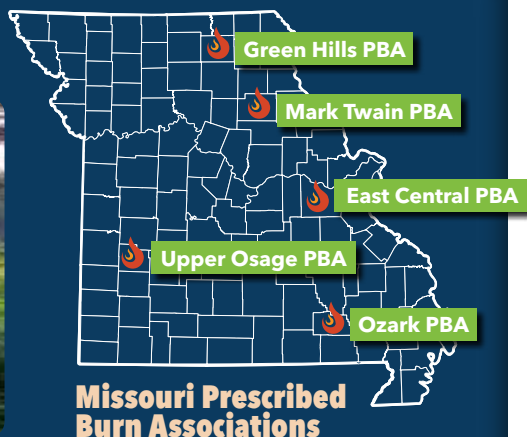 Green Hills PBA
Mark Twain PBA
East Central PBA
Upper Osage PBA
Ozark PBA
Missouri Prescribed
Burn Associations